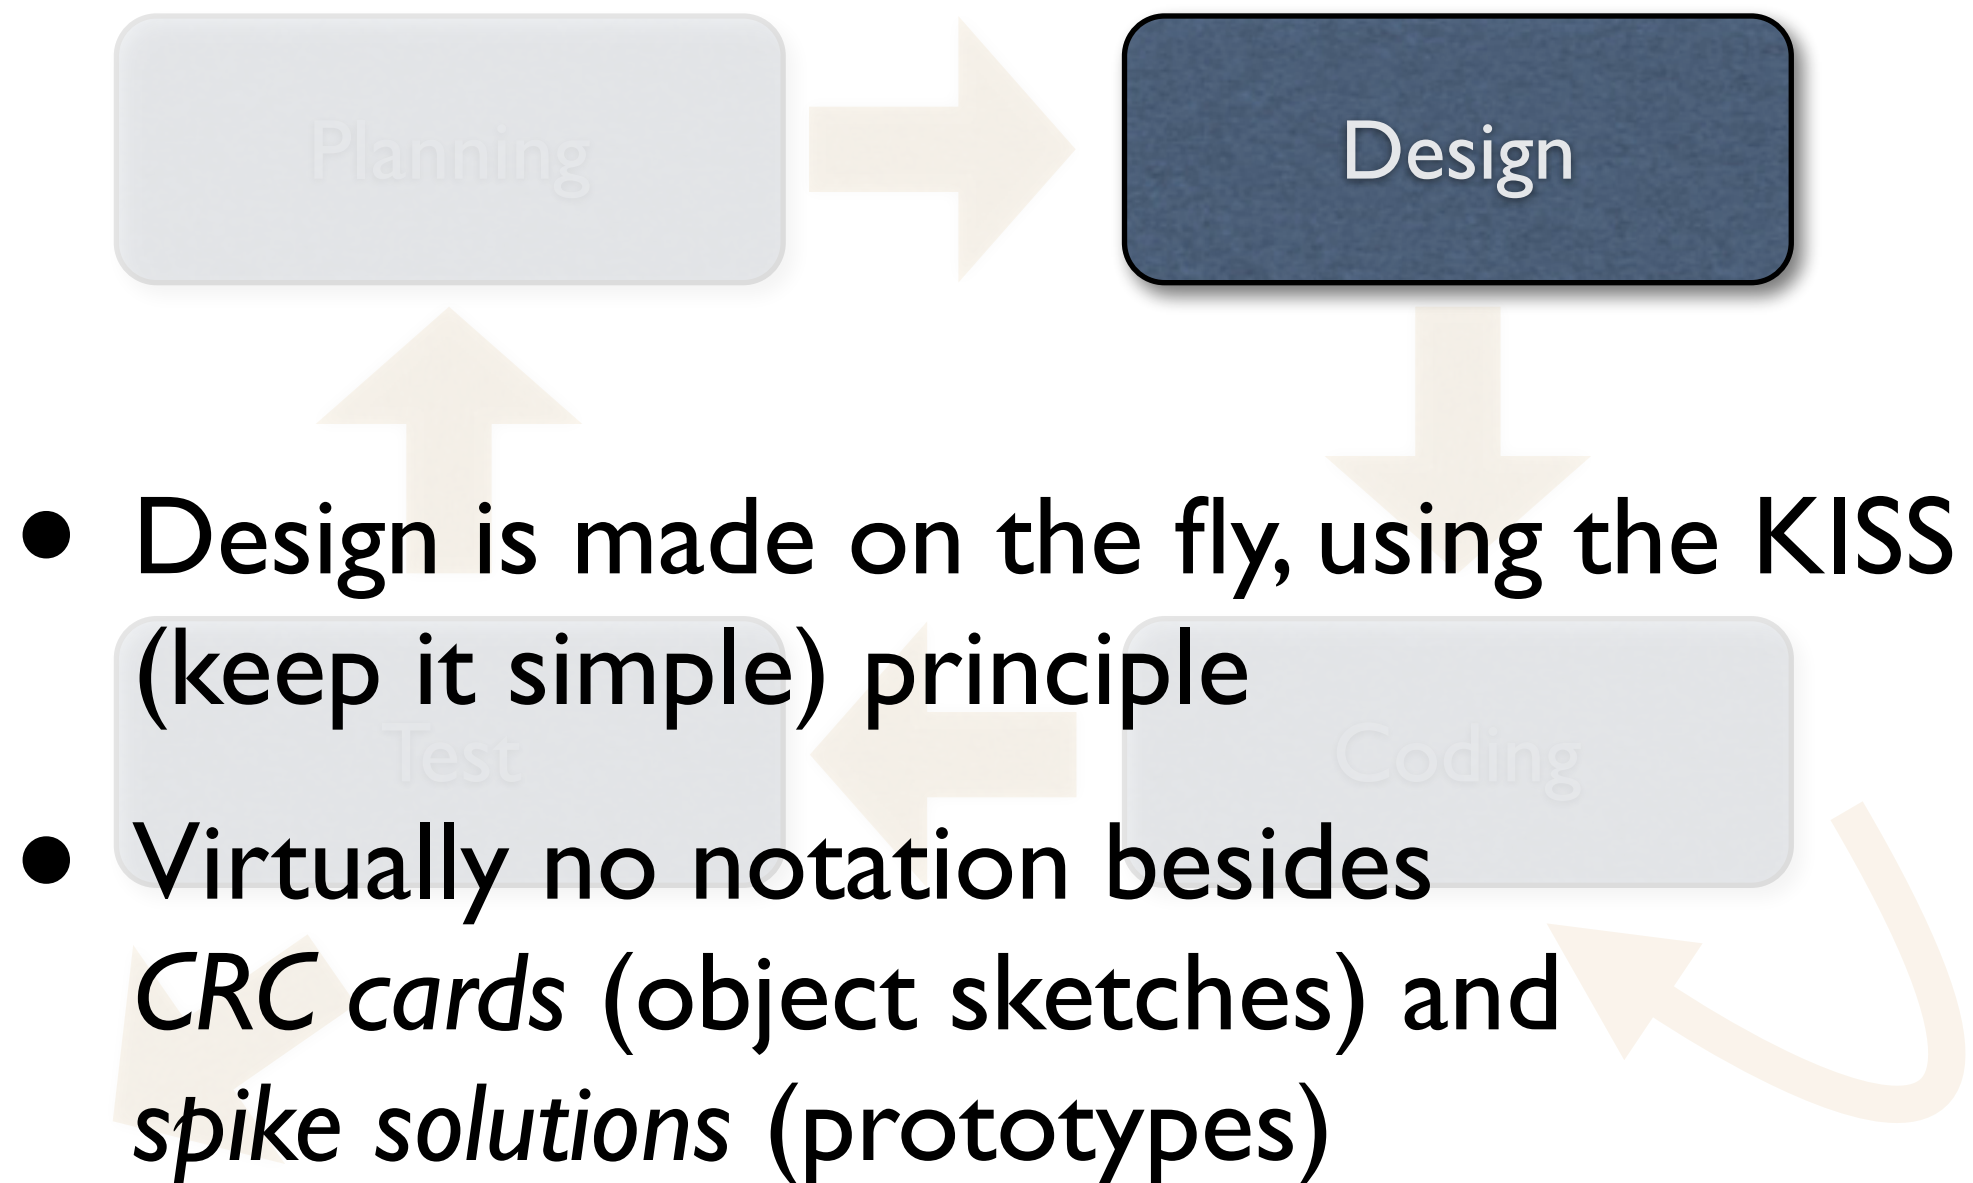 Planning
Design
• Design is made on the fly, using the KISS
(keep it simple) principle
Test
Coding
• Virtually no notation besides
CRC cards (object sketches) and
spike solutions (prototypes)